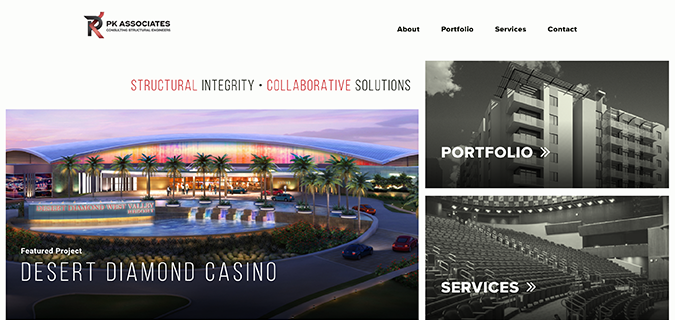 PK ASSOCIATES
CONSULTING STRUCTURAL ENGINEERS
About Portfolio Services Contact
STRUCTURAL INTEGRITY • COLLABORATIVE SOLUTIONS
PORTFOLIO »
DESERT DIAMOND WEST VALLEY
Featured Project
DESERT DIAMOND CASINO
SERVICES »